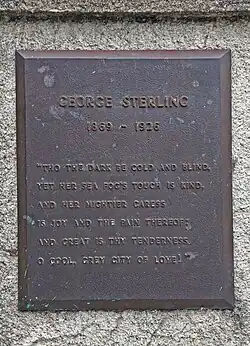 GEORGE STERLING
1869 - 1926
"THO THE DARK BE COLD AND BLIND,
YET HER SEA FOG'S TOUCH IS KIND,
AND HER MIGHTIER CARESS
IS JOY AND THE PAIN THEREOF;
AND GREAT IS THY TENDERNESS,
O COOL, GREY CITY OF LOVE!"